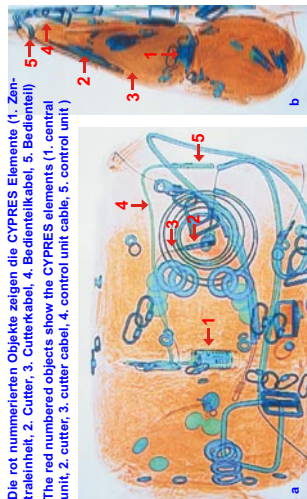 Die rot nummerierten Objekte zeigen die CYPRES Elemente (1. Zen-
traleinheit, 2. Cutter, 3. Cutterkabel, 4. Bedienteilkabel, 5. Bedienteil)
The red numbered objects show the CYPRES elements (1. central
unit, 2. cutter, 3. cutter cabel, 4. control unit cable, 5. control unit )
4
5
3
2
1
a
5
4
2
3
1
b